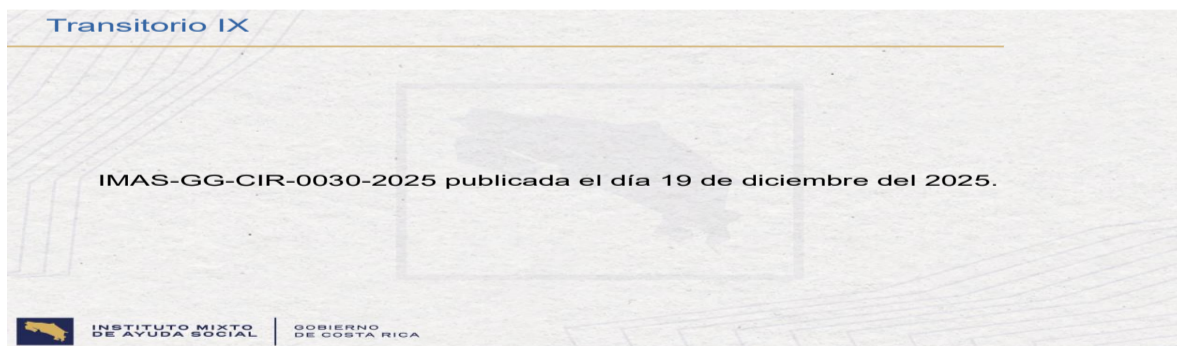 Transitorio IX
IMAS-GG-CIR-0030-2025 publicada el día 19 de diciembre del 2025.
INSTITUTO MIXTO
DE AYUDA SOCIAL
GOBIERNO
DE COSTA RICA